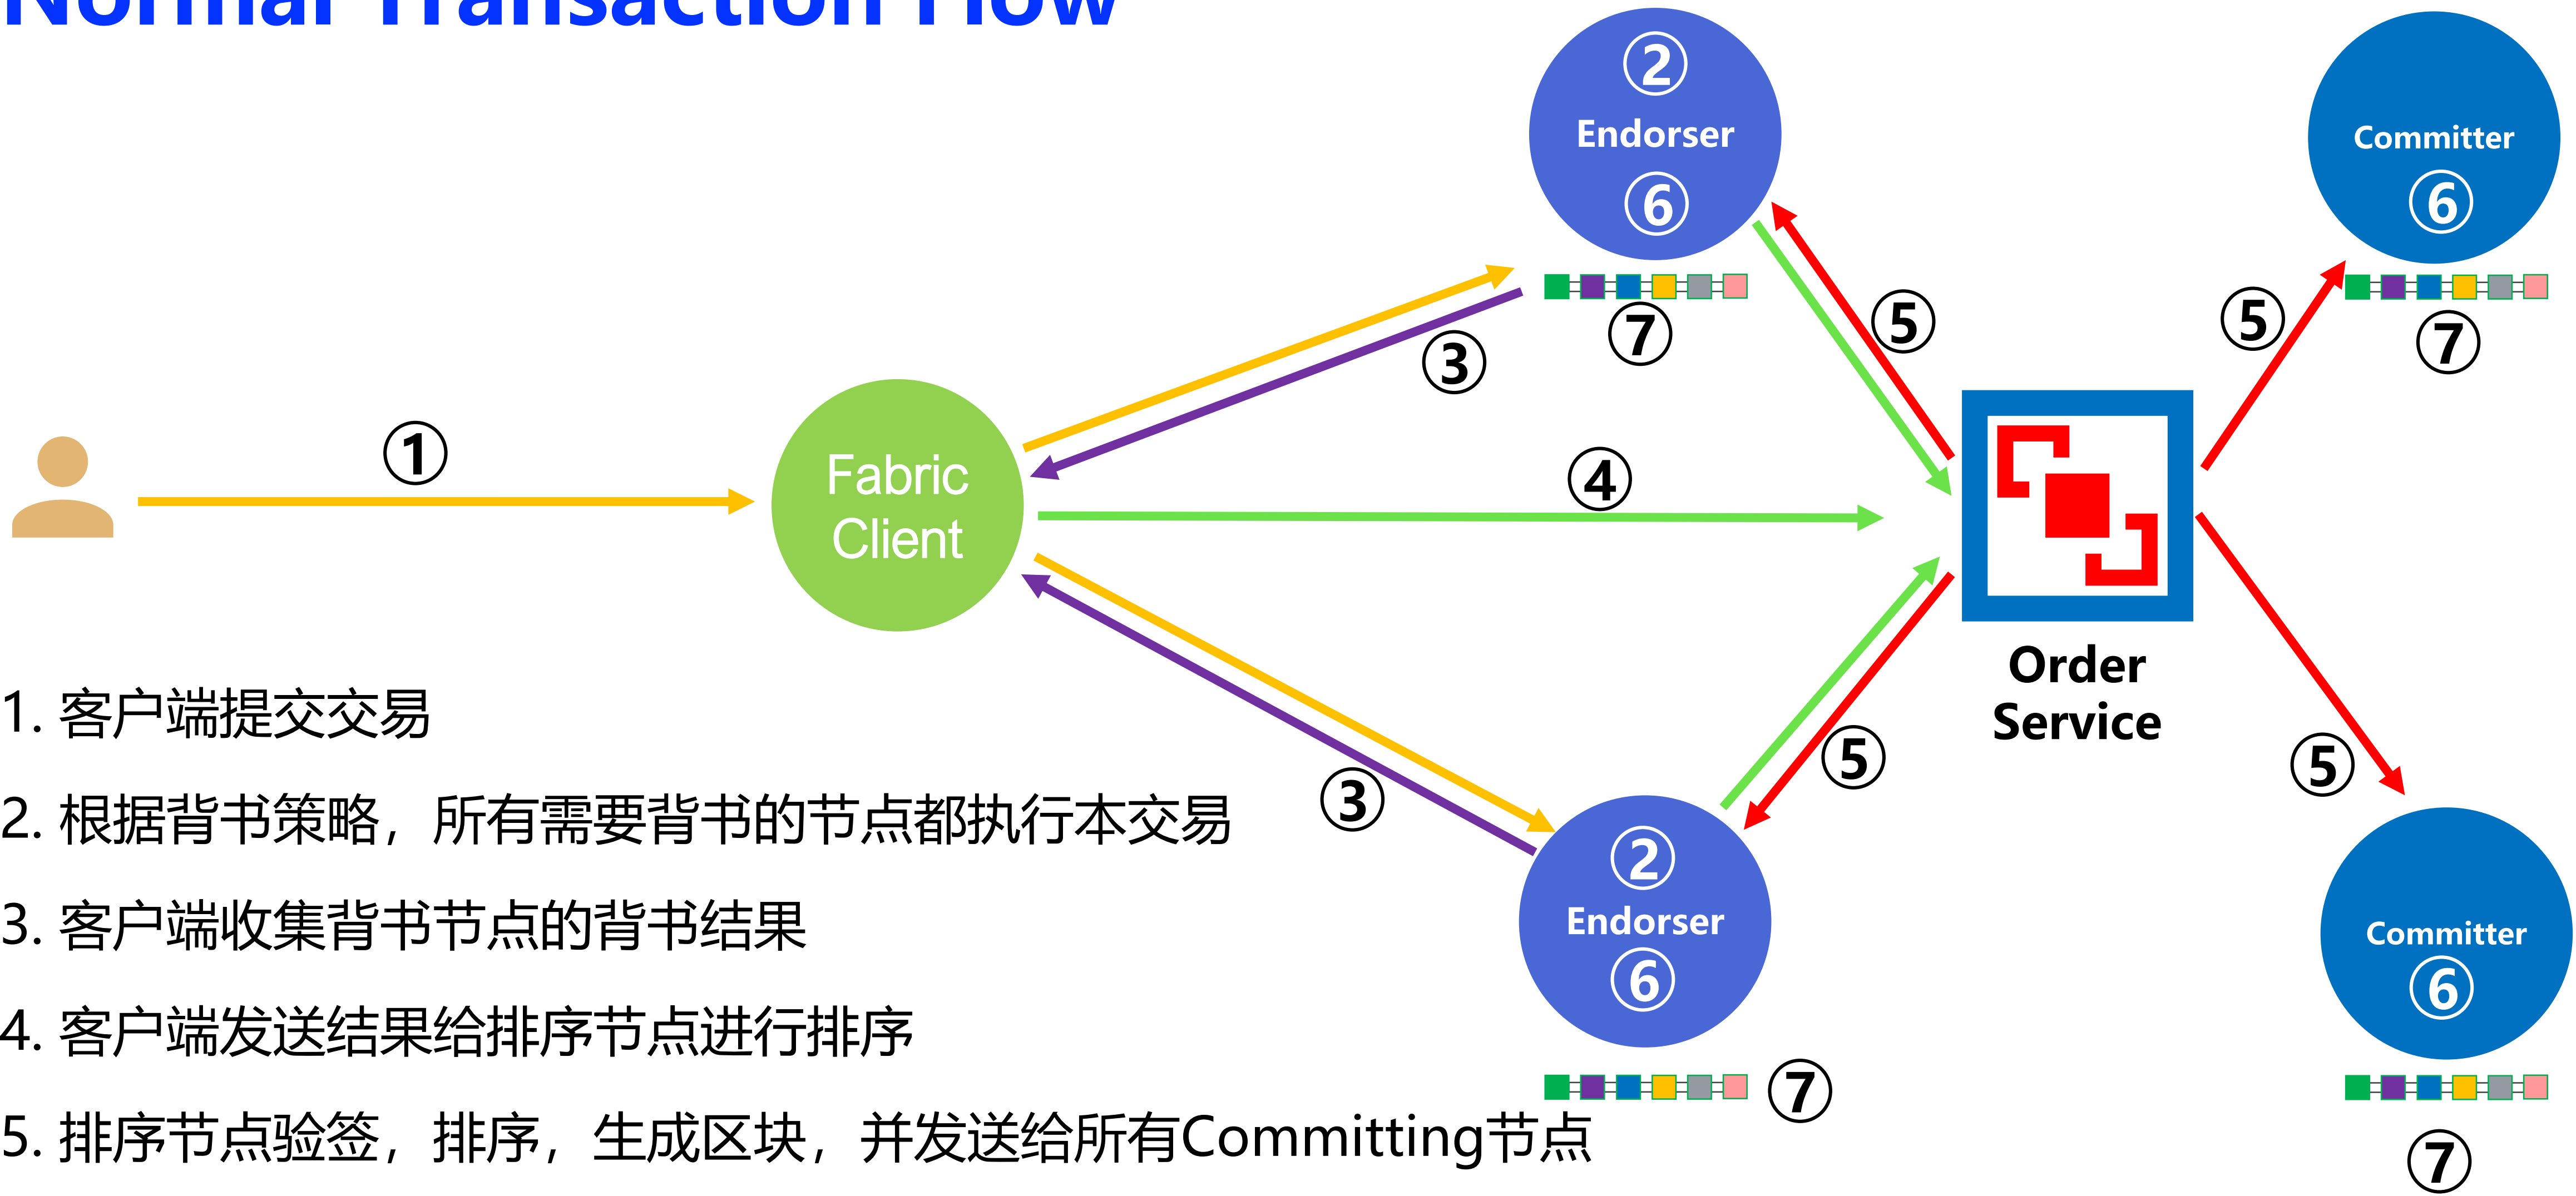 Normal Transaction Flow
②
Endorser
⑥
⑦
Committer
⑥
⑦
①
Fabric
Client
③
④
③
⑤
⑤
⑤
⑤
Order
Service
②
Endorser
⑥
⑦
Committer
⑥
⑦
1. 客户端提交交易
2. 根据背书策略，所有需要背书的节点都执行本交易
3. 客户端收集背书节点的背书结果
4. 客户端发送结果给排序节点进行排序
5. 排序节点验签，排序，生成区块，并发送给所有Committing节点